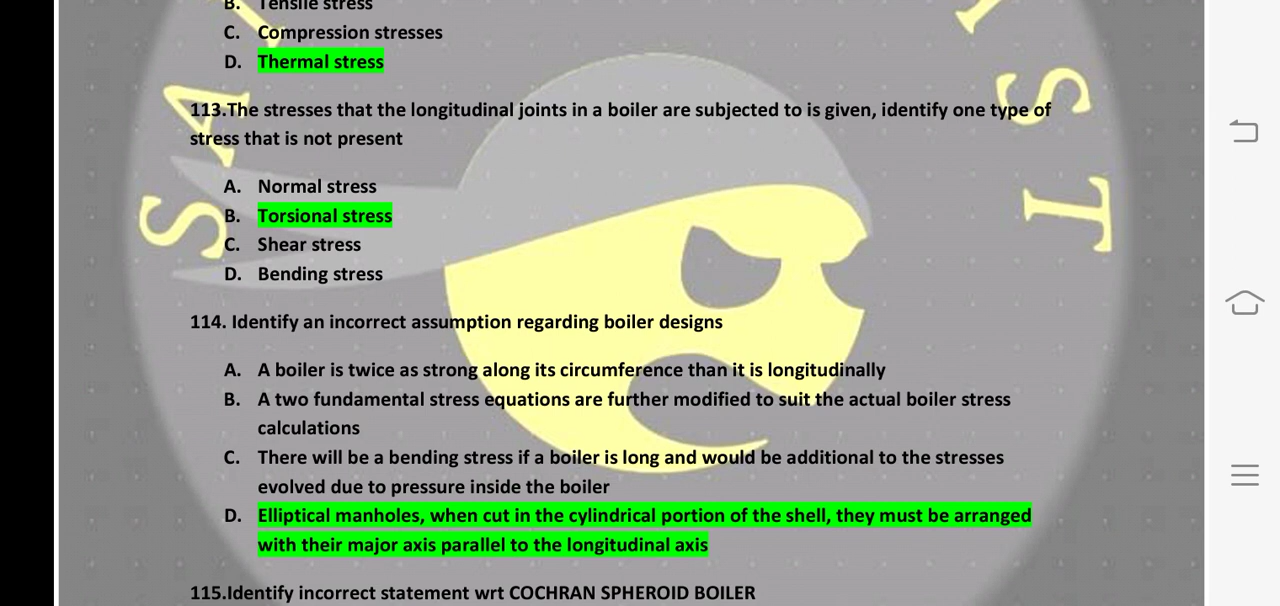 B. Tensile stress
C. Compression stresses
D. Thermal stress
113.The stresses that the longitudinal joints in a boiler are subjected to is given, identify one type of
stress that is not present
A. Normal stress
B. Torsional stress
C. Shear stress
D. Bending stress
114. Identify an incorrect assumption regarding boiler designs
A. A boiler is twice as strong along its circumference than it is longitudinally
B. A two fundamental stress equations are further modified to suit the actual boiler stress
calculations
C. There will be a bending stress if a boiler is long and would be additional to the stresses
evolved due to pressure inside the boiler
D. Elliptical manholes, when cut in the cylindrical portion of the shell, they must be arranged
with their major axis parallel to the longitudinal axis
115.Identify incorrect statement wrt COCHRAN SPHEROID BOILER